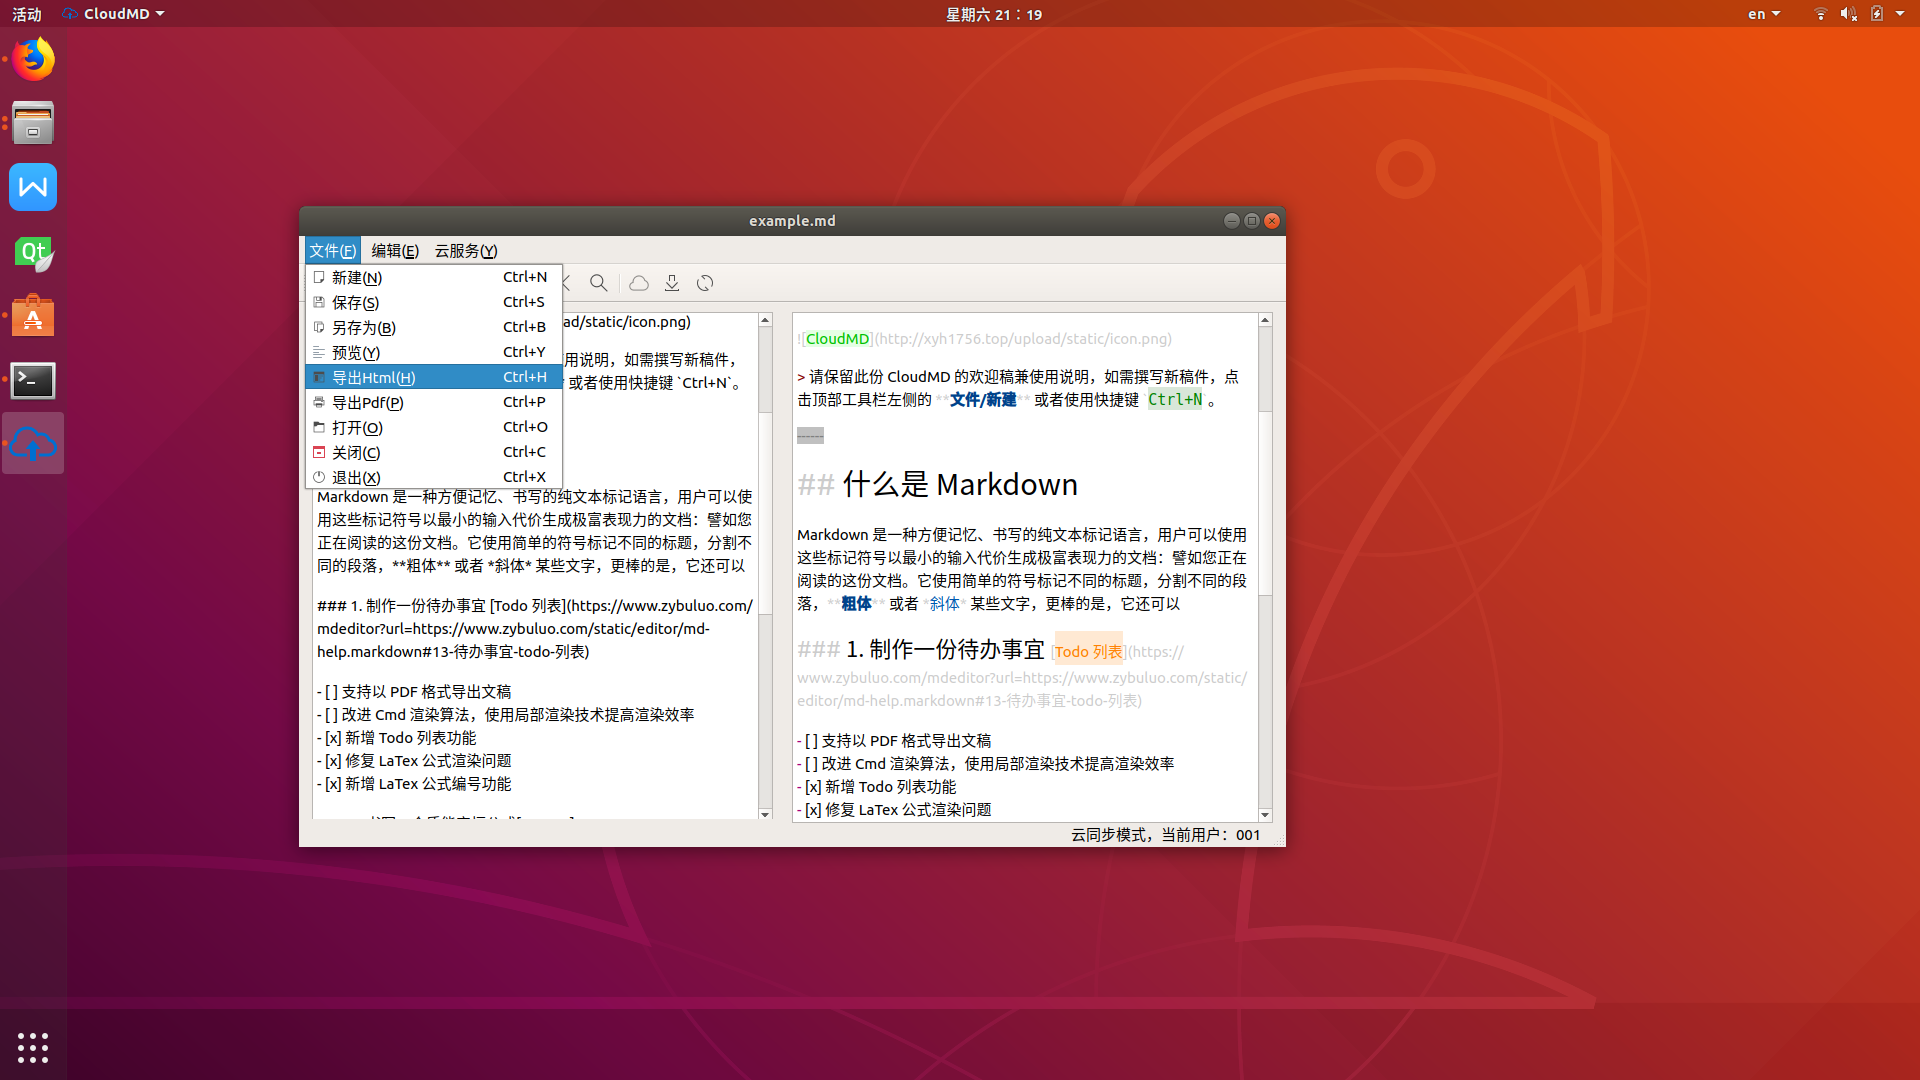 活动
CloudMD
星期六 21：19
en
example.md
文件(F) 编辑(E) 云服务(Y)
新建(N) Ctrl+N
保存(S) Ctrl+S
另存为(B) Ctrl+B
预览(Y) Ctrl+Y
导出Html(H) Ctrl+H
导出Pdf(P) Ctrl+P
打开(O) Ctrl+O
关闭(C) Ctrl+C
退出(X) Ctrl+X
ad/static/icon.png)
用说明，如需撰写新稿件，
* 或者使用快捷键 `Ctrl+N`。
Markdown 是一种方便记忆、书写的纯文本标记语言，用户可以使
用这些标记符号以最小的输入代价生成极富表现力的文档：譬如您
正在阅读的这份文档。它使用简单的符号标记不同的标题，分割不
同的段落，**粗体** 或者 *斜体* 某些文字，更棒的是，它还可以
### 1. 制作一份待办事宜 [Todo 列表](https://www.zybuluo.com/
mdeditor?url=https://www.zybuluo.com/static/editor/md-
help.markdown#13-待办事宜-todo-列表)
- [ ] 支持以 PDF 格式导出文稿
- [ ] 改进 Cmd 渲染算法，使用局部渲染技术提高渲染效率
- [x] 新增 Todo 列表功能
- [x] 修复 LaTex 公式渲染问题
- [x] 新增 LaTex 公式编号功能
![CloudMD](http://xyh1756.top/upload/static/icon.png)
> 请保留此份 CloudMD 的欢迎稿兼使用说明，如需撰写新稿件，点
击顶部工具栏左侧的 **文件/新建** 或者使用快捷键 `Ctrl+N`。
------
## 什么是 Markdown
Markdown 是一种方便记忆、书写的纯文本标记语言，用户可以使用
这些标记符号以最小的输入代价生成极富表现力的文档：譬如您正在
阅读的这份文档。它使用简单的符号标记不同的标题，分割不同的段
落，**粗体** 或者 *斜体* 某些文字，更棒的是，它还可以
### 1. 制作一份待办事宜 [Todo 列表](https://
www.zybuluo.com/mdeditor?url=https://www.zybuluo.com/static/
editor/md-help.markdown#13-待办事宜-todo-列表)
- [ ] 支持以 PDF 格式导出文稿
- [ ] 改进 Cmd 渲染算法，使用局部渲染技术提高渲染效率
- [x] 新增 Todo 列表功能
- [x] 修复 LaTex 公式渲染问题
云同步模式，当前用户：001